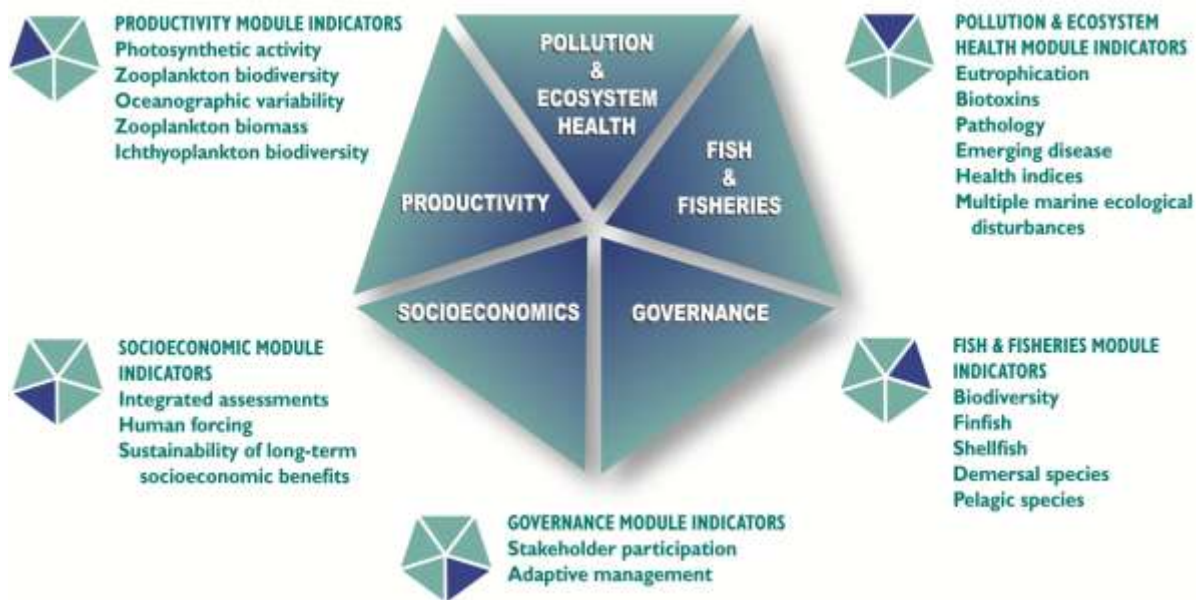 PRODUCTIVITY MODULE INDICATORS
Photosynthetic activity
Zooplankton biodiversity
Oceanographic variability
Zooplankton biomass
Ichthyoplankton biodiversity
POLLUTION
&
ECOSYSTEM
HEALTH
FISH
&
FISHERIES
PRODUCTIVITY
SOCIOECONOMICS
GOVERNANCE
POLLUTION & ECOSYSTEM
HEALTH MODULE INDICATORS
Eutrophication
Biotoxins
Pathology
Emerging disease
Health indices
Multiple marine ecological
disturbances
SOCIOECONOMIC MODULE
INDICATORS
Integrated assessments
Human forcing
Sustainability of long-term
socioeconomic benefits
FISH & FISHERIES MODULE
INDICATORS
Biodiversity
Finfish
Shellfish
Demersal species
Pelagic species
GOVERNANCE MODULE INDICATORS
Stakeholder participation
Adaptive management